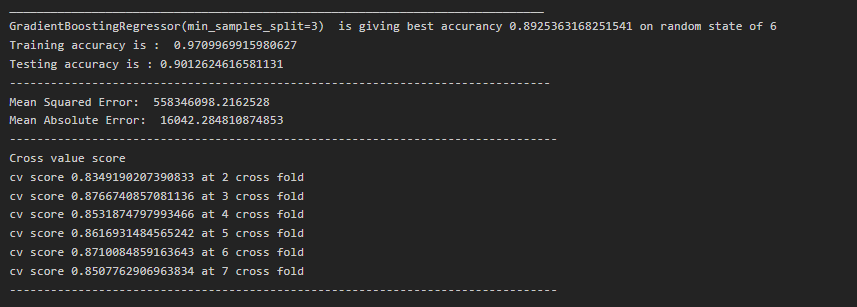 GradientBoostingRegressor(min_samples_split=3)  is giving best accurancy 0.8925363168251541 on random state of 6
Training accuracy is :  0.9709969915980627
Testing accuracy is : 0.9012624616581131
-------------------------------------------------------------------------------
Mean Squared Error:  558346098.2162528
Mean Absolute Error:  16042.284810874853
--------------------------------------------------------------------------------
Cross value score
cv score 0.8349190207390833 at 2 cross fold
cv score 0.8766740857081136 at 3 cross fold
cv score 0.8531874797993466 at 4 cross fold
cv score 0.8616931484565242 at 5 cross fold
cv score 0.8710084859163643 at 6 cross fold
cv score 0.8507762906963834 at 7 cross fold
--------------------------------------------------------------------------------